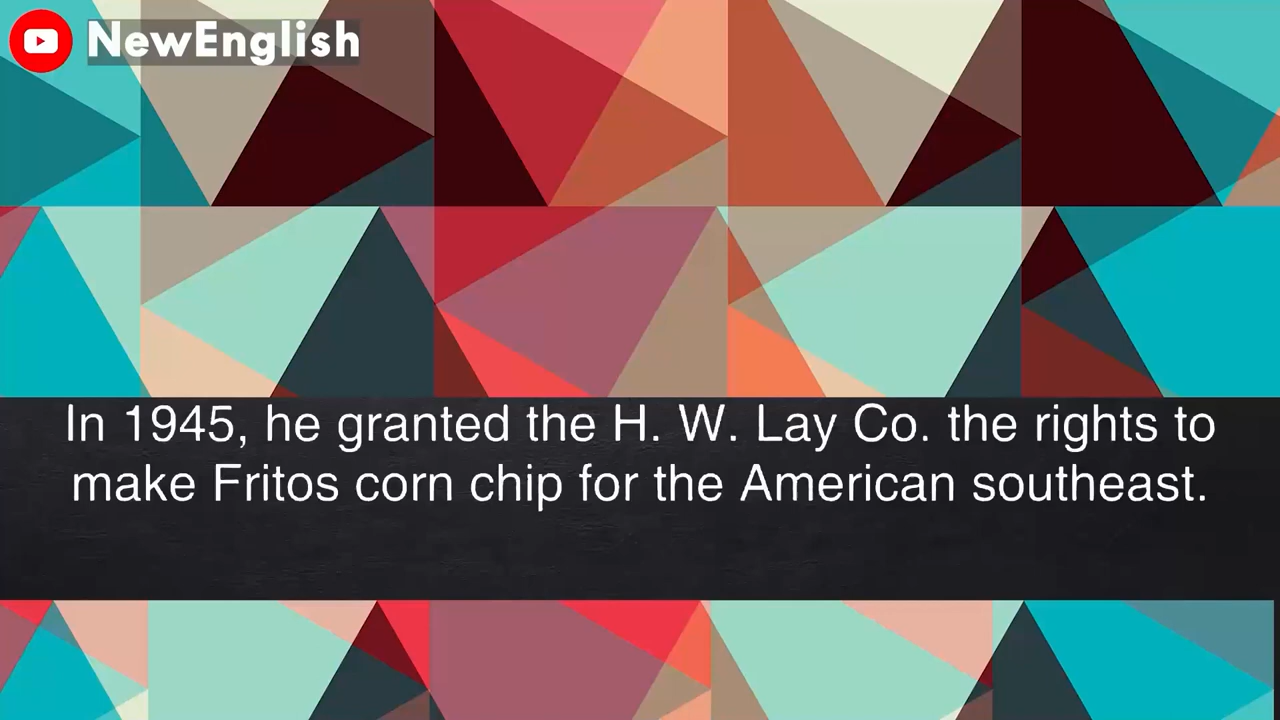 NewEnglish
In 1945, he granted the H. W. Lay Co. the rights to
make Fritos corn chip for the American southeast.